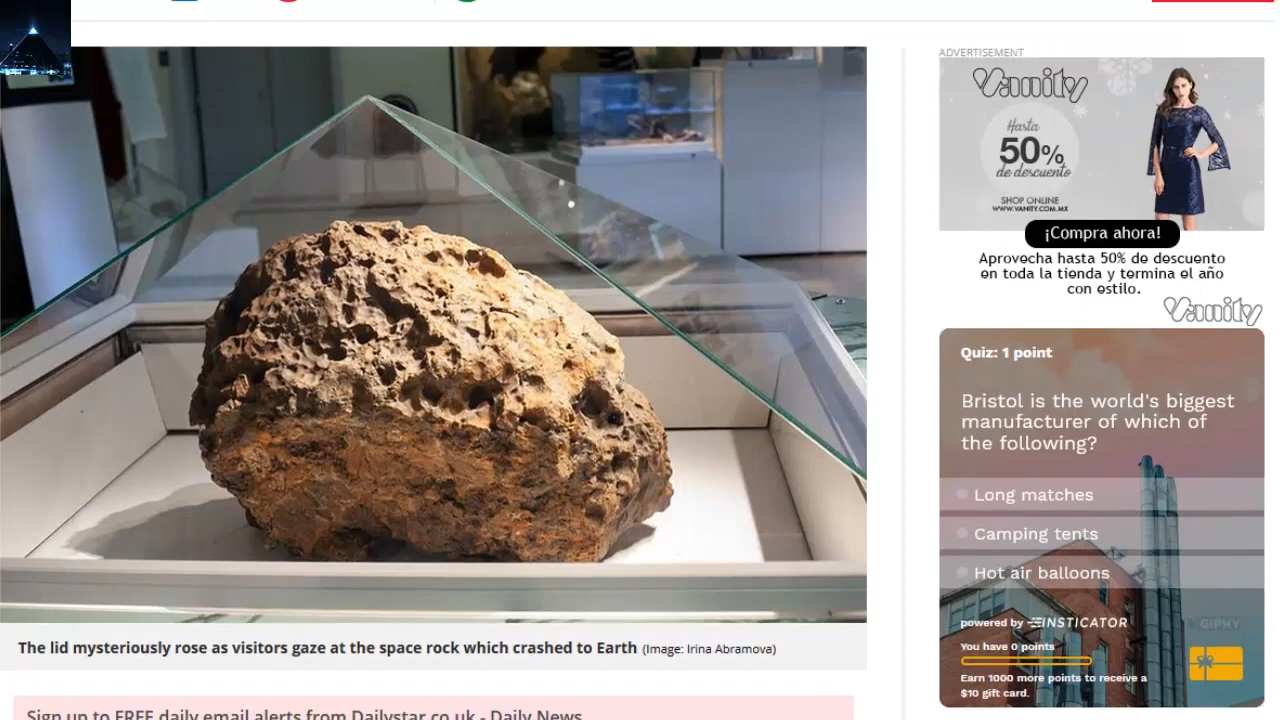 The lid mysteriously rose as visitors gaze at the space rock which crashed to Earth (Image: Irina Abramova)
Sign up to FREE daily email alerts from Dailystar.co.uk - Daily News
ADVERTISEMENT
Vanity
Hasta
50%
de descuento
SHOP ONLINE
WWW.VANITY.COM.MX
¡Compra ahora!
Aprovecha hasta 50% de descuento
en toda la tienda y termina el año
con estilo.
Vanity
Quiz: 1 point
Bristol is the world's biggest
manufacturer of which of
the following?
Long matches
Camping tents
Hot air balloons
powered by INSTICATOR
GIPHY
You have 0 points
Earn 1000 more points to receive a
$10 gift card.